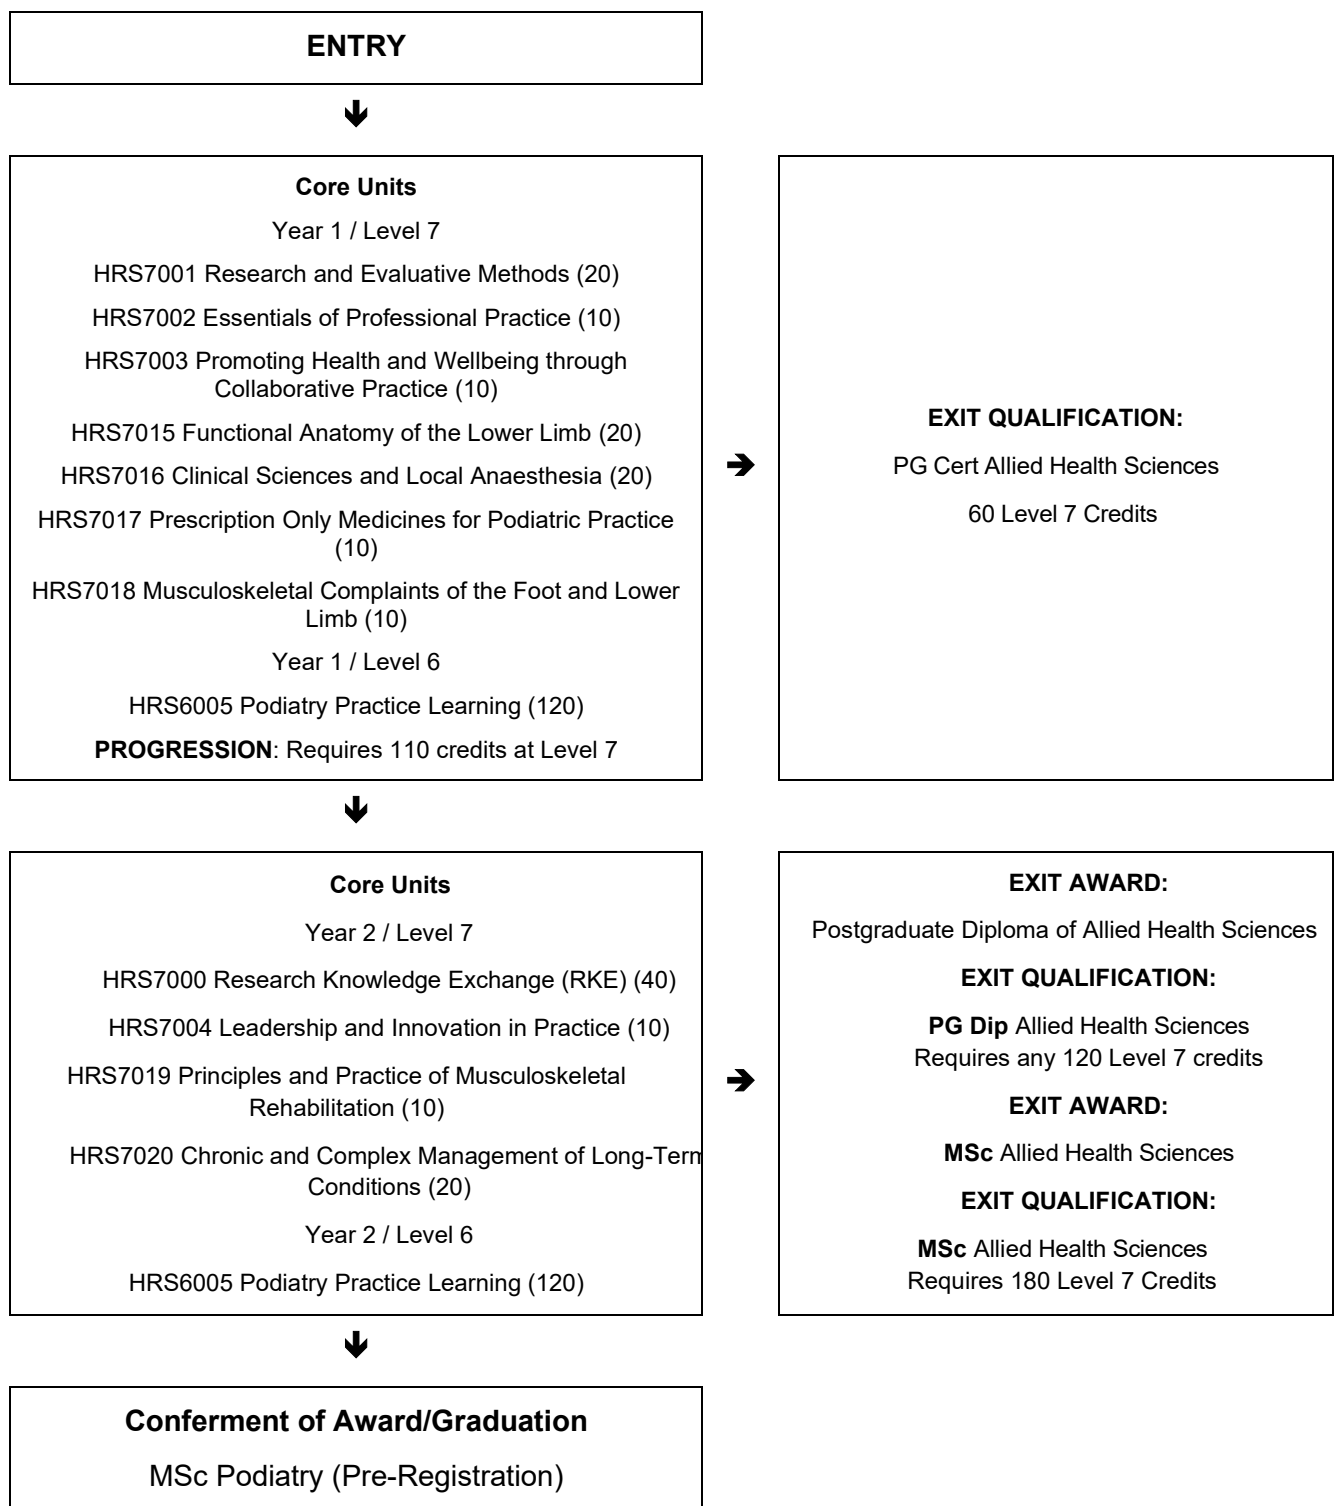 ENTRY
Core Units
Year 1 / Level 7
HRS7001 Research and Evaluative Methods (20)
HRS7002 Essentials of Professional Practice (10)
HRS7003 Promoting Health and Wellbeing through
Collaborative Practice (10)
HRS7015 Functional Anatomy of the Lower Limb (20)
HRS7016 Clinical Sciences and Local Anaesthesia (20)
HRS7017 Prescription Only Medicines for Podiatric Practice
(10)
HRS7018 Musculoskeletal Complaints of the Foot and Lower
Limb (10)
Year 1 / Level 6
HRS6005 Podiatry Practice Learning (120)
PROGRESSION: Requires 110 credits at Level 7
EXIT QUALIFICATION:
PG Cert Allied Health Sciences
60 Level 7 Credits
Core Units
Year 2 / Level 7
HRS7000 Research Knowledge Exchange (RKE) (40)
HRS7004 Leadership and Innovation in Practice (10)
HRS7019 Principles and Practice of Musculoskeletal
Rehabilitation (10)
HRS7020 Chronic and Complex Management of Long-Term
Conditions (20)
Year 2 / Level 6
HRS6005 Podiatry Practice Learning (120)
EXIT AWARD:
Postgraduate Diploma of Allied Health Sciences
EXIT QUALIFICATION:
PG Dip Allied Health Sciences
Requires any 120 Level 7 credits
EXIT AWARD:
MSc Allied Health Sciences
EXIT QUALIFICATION:
MSc Allied Health Sciences
Requires 180 Level 7 Credits
Conferment of Award/Graduation
MSc Podiatry (Pre-Registration)